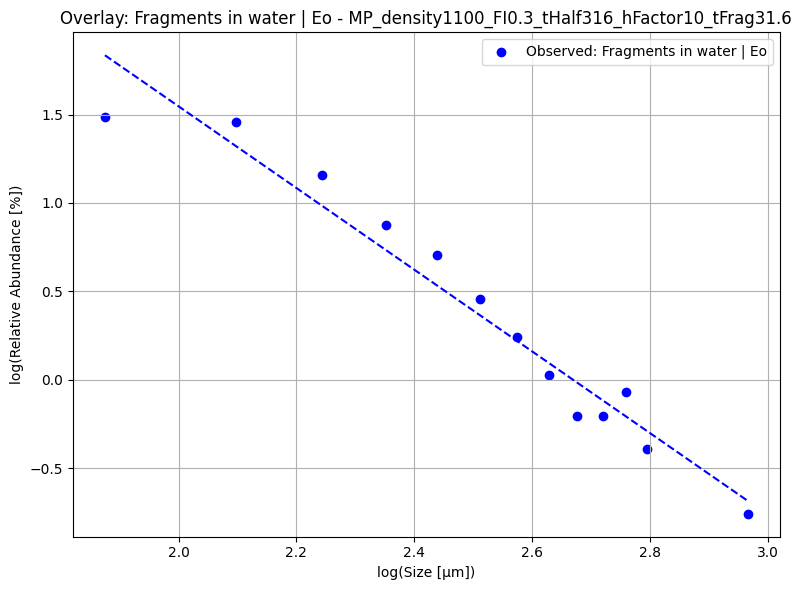 Overlay: Fragments in water | Eo - MP_density1100_FI0.3_tHalf316_hFactor10_tFrag31.6
Observed: Fragments in water | Eo
1.5
1.0
0.5
0.0
−0.5
log(Relative Abundance [%])
2.0
2.2
2.4
2.6
2.8
3.0
log(Size [μm])